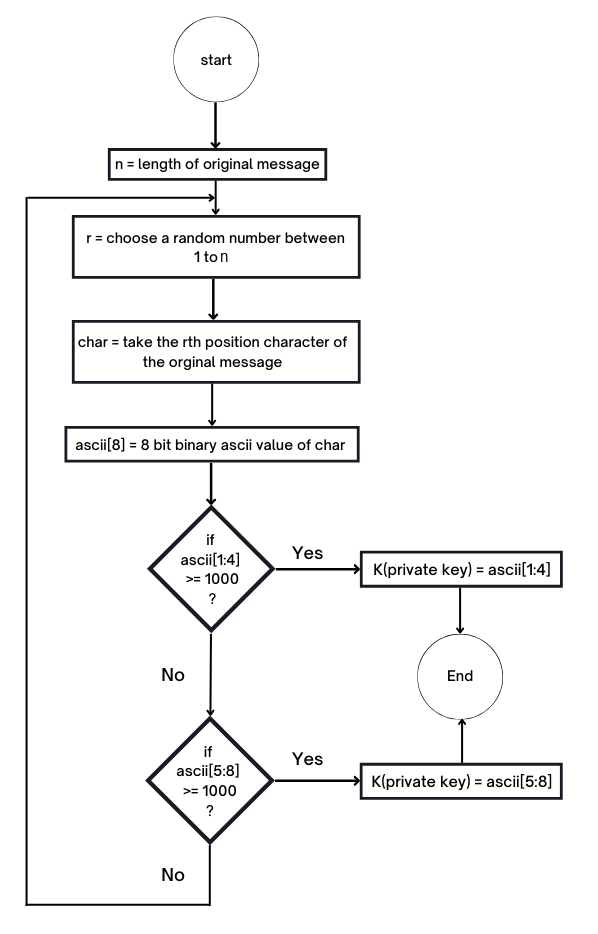 start
n = length of original message
r = choose a random number between
1 to n
char = take the rth position character of
the orginal message
ascii[8] = 8 bit binary ascii value of char
if
ascii[1:4]
>= 1000
?
Yes
K(private key) = ascii[1:4]
End
No
if
ascii[5:8]
>= 1000
?
Yes
K(private key) = ascii[5:8]
No